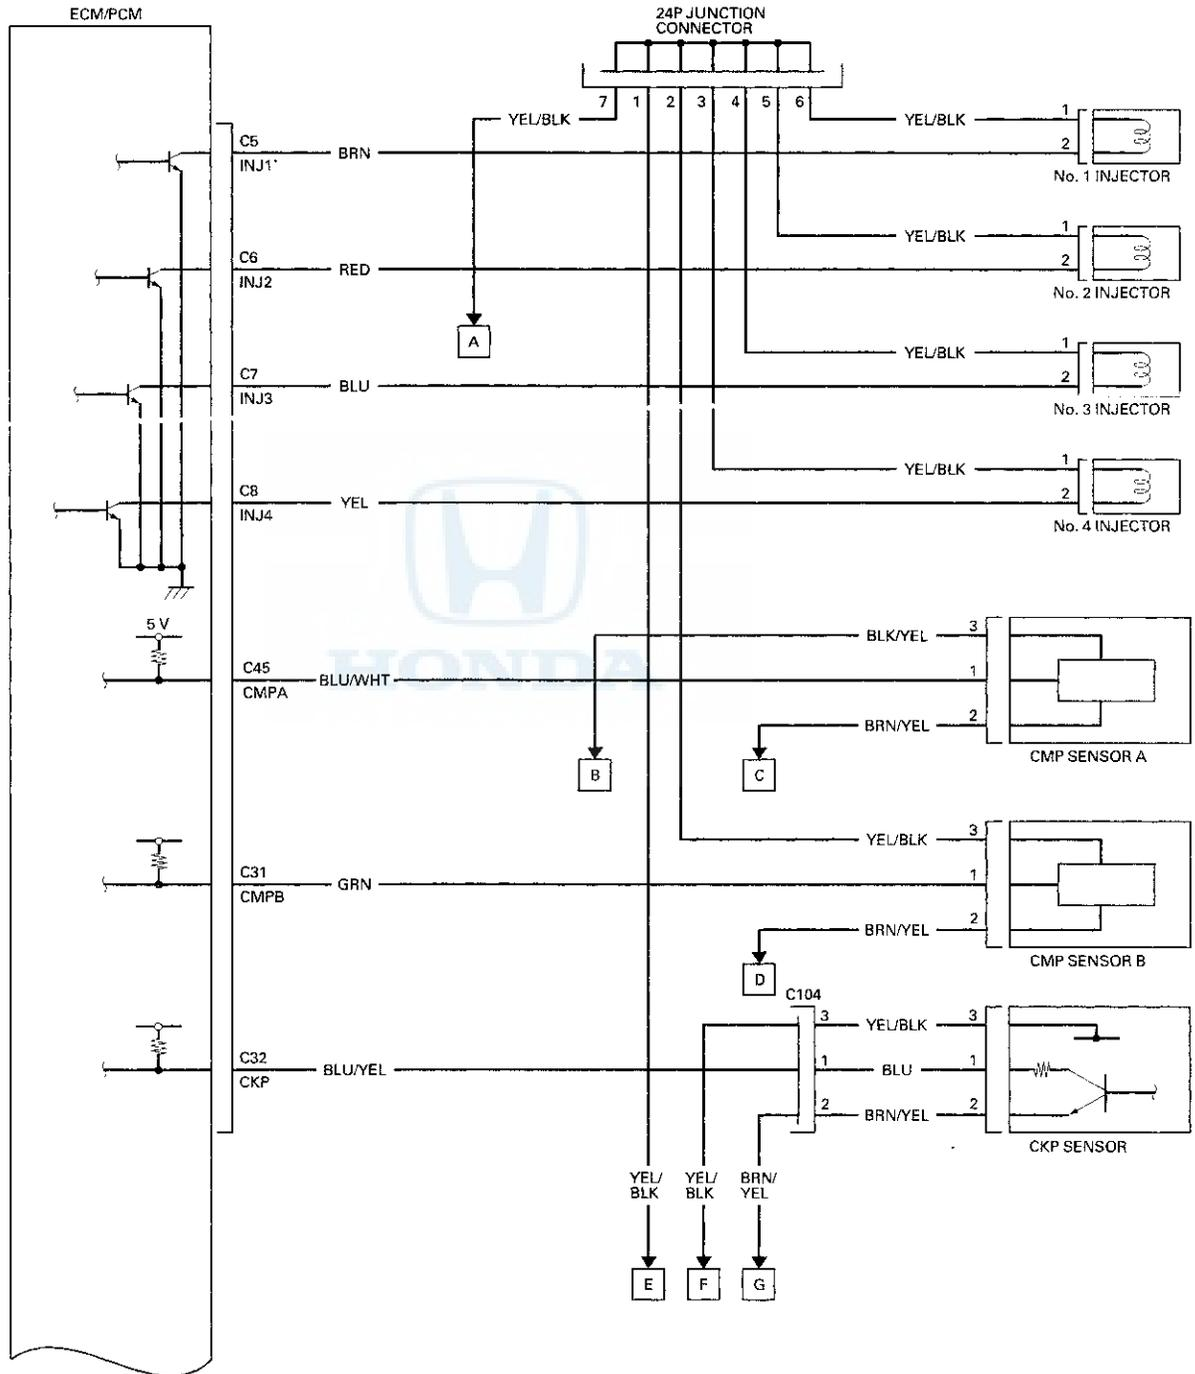 ECM/PCM
24P JUNCTION
CONNECTOR
7 1 2 3 4 5 6
YEL/BLK
YEL/BLK
1
C5
INJ1
BRN
2
No. 1 INJECTOR
YEL/BLK
1
C6
INJ2
RED
2
No. 2 INJECTOR
A
YEL/BLK
1
C7
INJ3
BLU
2
No. 3 INJECTOR
YEL/BLK
1
C8
INJ4
YEL
2
No. 4 INJECTOR
HONDA
5 V
BLK/YEL
3
C45
CMPA
BLU/WHT
1
BRN/YEL
2
CMP SENSOR A
B
C
YEL/BLK
3
C31
CMPB
GRN
1
BRN/YEL
2
CMP SENSOR B
D
C104
3
YEL/BLK
3
C32
CKP
BLU/YEL
1
BLU
1
2
BRN/YEL
2
CKP SENSOR
YEL/
BLK
YEL/
BLK
BRN/
YEL
E
F
G